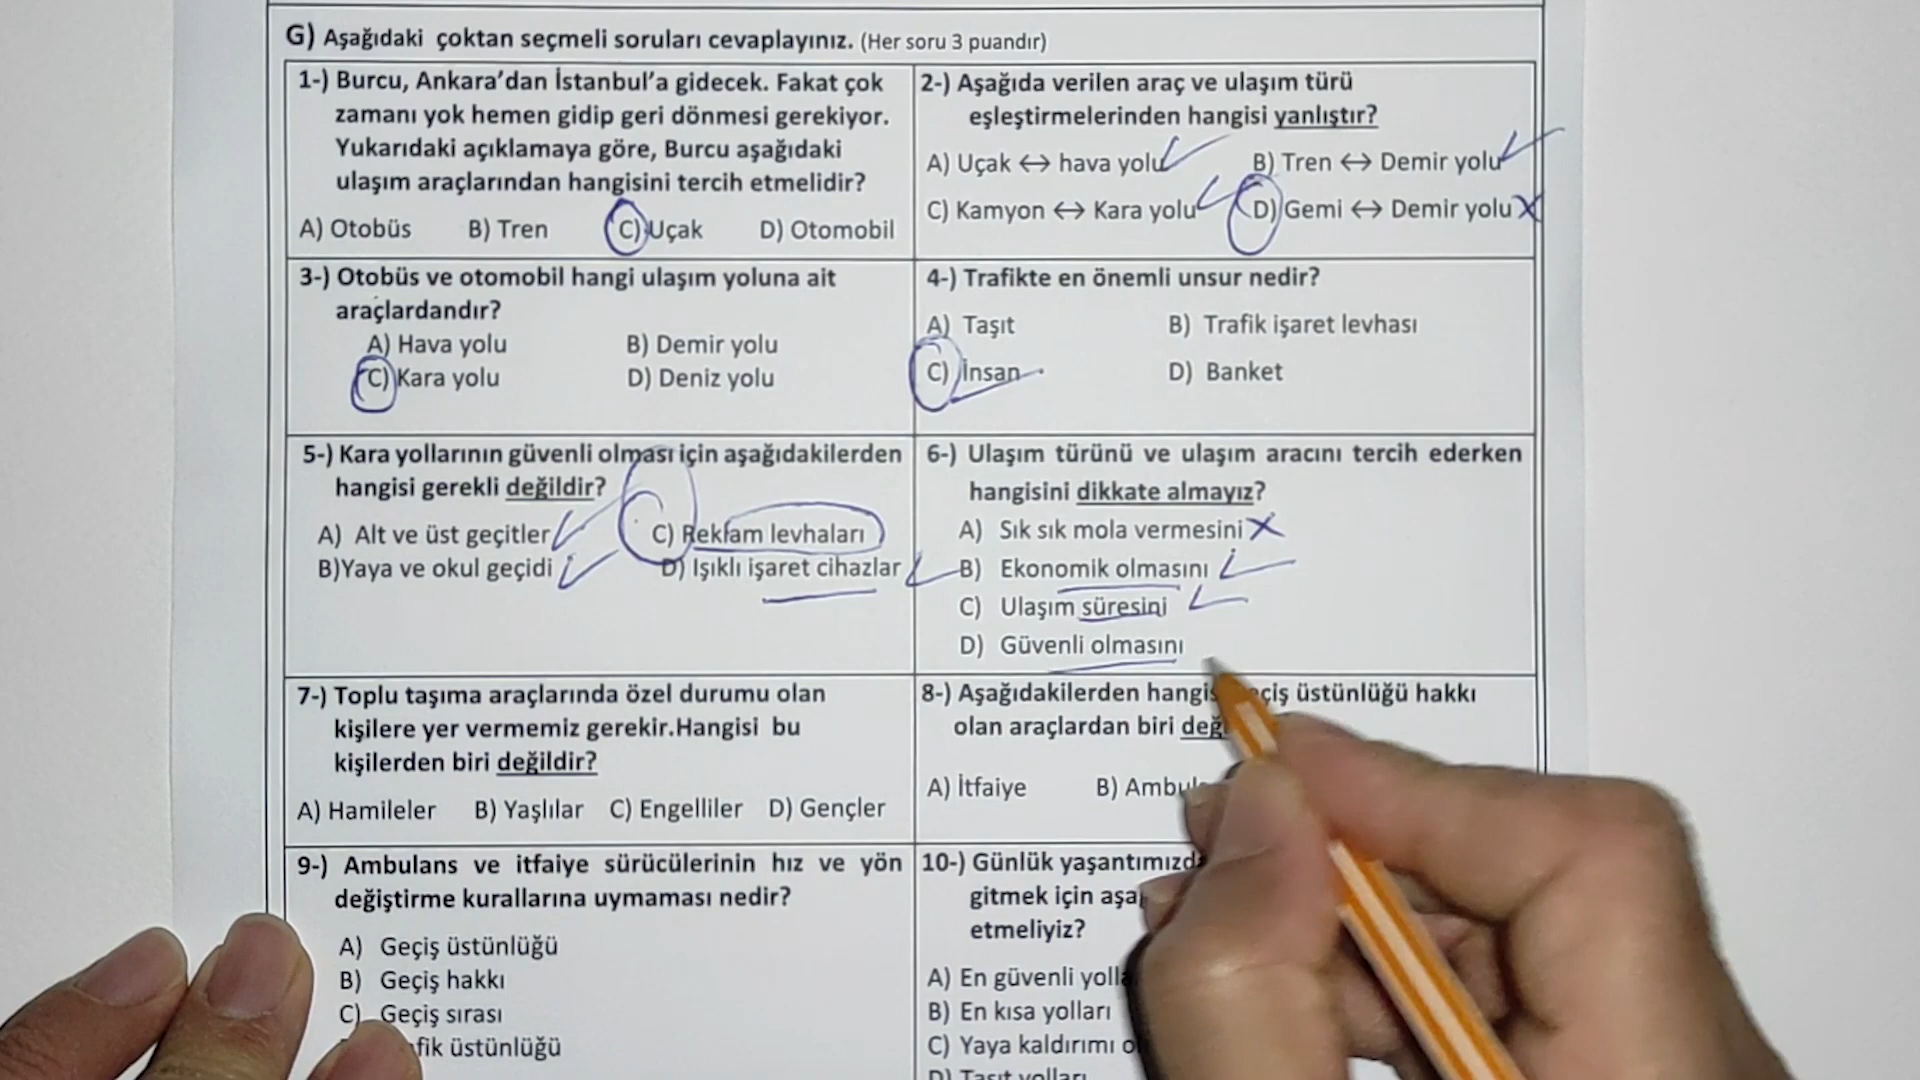 G) Aşağıdaki çoktan seçmeli soruları cevaplayınız. (Her soru 3 puandır)
1-) Burcu, Ankara'dan İstanbul'a gidecek. Fakat çok
zamanı yok hemen gidip geri dönmesi gerekiyor.
Yukarıdaki açıklamaya göre, Burcu aşağıdaki
ulaşım araçlarından hangisini tercih etmelidir?
A) Otobüs B) Tren C) Uçak D) Otomobil
2-) Aşağıda verilen araç ve ulaşım türü
eşleştirmelerinden hangisi yanlıştır?
A) Uçak ↔ hava yolu B) Tren ↔ Demir yolu
C) Kamyon ↔ Kara yolu D) Gemi ↔ Demir yolu
3-) Otobüs ve otomobil hangi ulaşım yoluna ait
araçlardandır?
A) Hava yolu B) Demir yolu
C) Kara yolu D) Deniz yolu
4-) Trafikte en önemli unsur nedir?
A) Taşıt B) Trafik işaret levhası
C) İnsan D) Banket
5-) Kara yollarının güvenli olması için aşağıdakilerden
hangisi gerekli değildir?
A) Alt ve üst geçitler C) Reklam levhaları
B)Yaya ve okul geçidi D) Işıklı işaret cihazlar
6-) Ulaşım türünü ve ulaşım aracını tercih ederken
hangisini dikkate almayız?
A) Sık sık mola vermesini
B) Ekonomik olmasını
C) Ulaşım süresini
D) Güvenli olmasını
7-) Toplu taşıma araçlarında özel durumu olan
kişilere yer vermemiz gerekir.Hangisi bu
kişilerden biri değildir?
A) Hamileler B) Yaşlılar C) Engelliler D) Gençler
8-) Aşağıdakilerden üstünlüğü hakkı
olan araçlardan biri
A) İtfaiye B)
9-) Ambulans ve itfaiye sürücülerinin hız ve yön
değiştirme kurallarına uymaması nedir?
A) Geçiş üstünlüğü
B) Geçiş hakkı
C) Geçiş sırası
üstünlüğü
10-) Günlük
gitmek için
etmeliyiz?
A) En güvenli
B) En kısa yolları
C) Yaya kaldırımı
D) Taşıt yolları